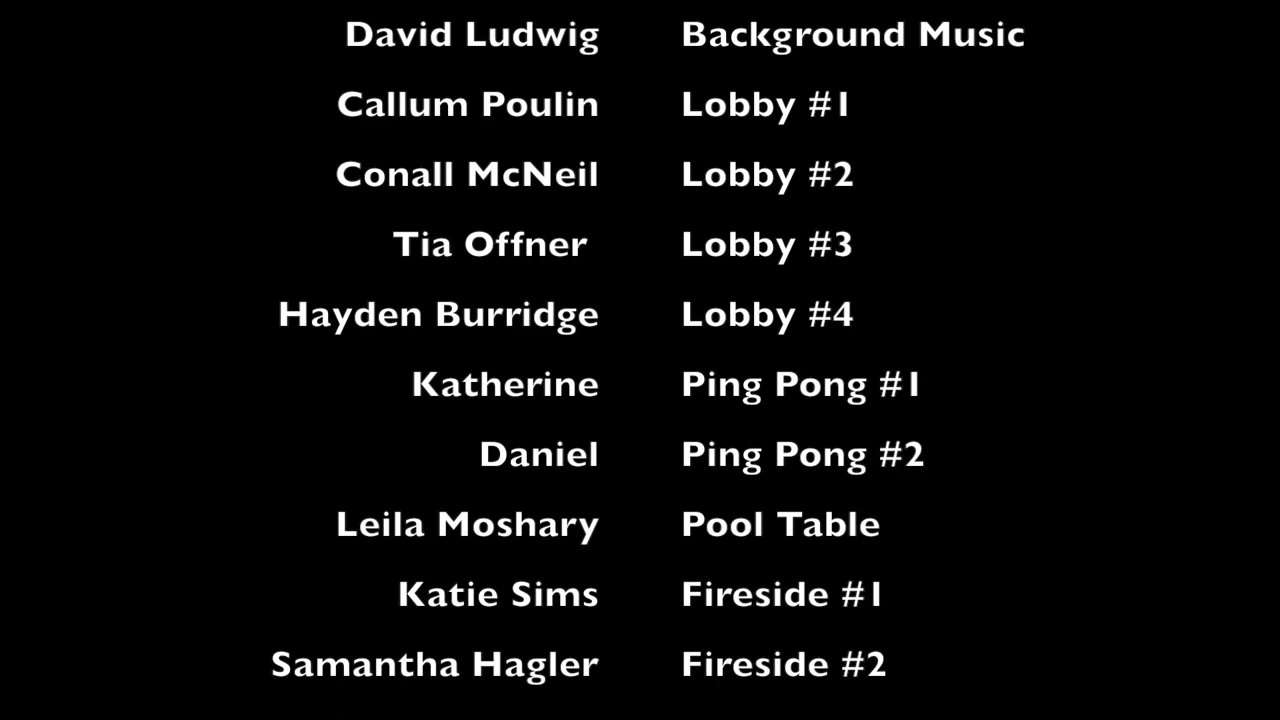 David Ludwig Background Music
Callum Poulin Lobby #1
Conall McNeil Lobby #2
Tia Offner Lobby #3
Hayden Burridge Lobby #4
Katherine Ping Pong #1
Daniel Ping Pong #2
Leila Moshary Pool Table
Katie Sims Fireside #1
Samantha Hagler Fireside #2